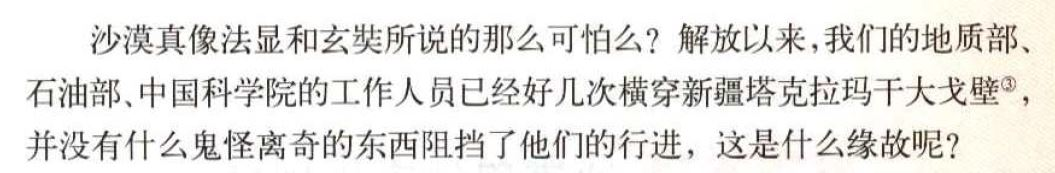 沙漠真像法显和玄奘所说的那么可怕么？解放以来，我们的地质部、
石油部、中国科学院的工作人员已经好几次横穿新疆塔克拉玛干大戈壁③，
并没有什么鬼怪离奇的东西阻挡了他们的行进，这是什么缘故呢？